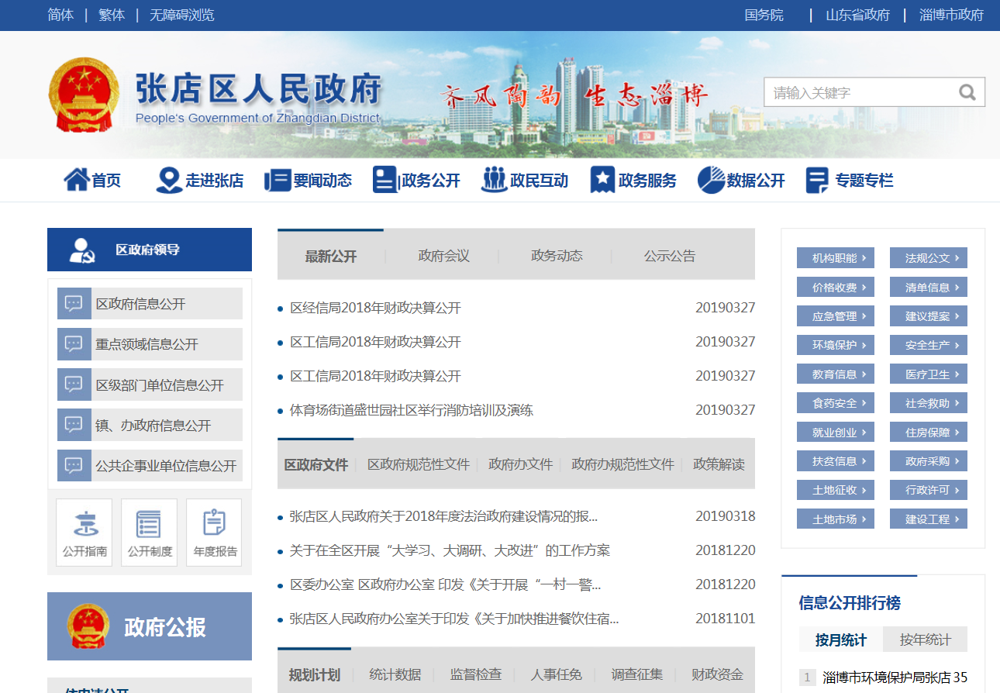 简体 | 繁体 | 无障碍浏览
国务院 | 山东省政府 | 淄博市政府
张店区人民政府
People's Government of Zhangdian District
齐风陶韵 生态淄博
请输入关键字
首页 走进张店 要闻动态 政务公开 政民互动 政务服务 数据公开 专题专栏
区政府领导
区政府信息公开
重点领域信息公开
区级部门单位信息公开
镇、办政府信息公开
公共企事业单位信息公开
公开指南 公开制度 年度报告
政府公报
依申请公开
最新公开 政府会议 政务动态 公示公告
区经信局2018年财政决算公开 20190327
区工信局2018年财政决算公开 20190327
区工信局2018年财政决算公开 20190327
体育场街道盛世园社区举行消防培训及演练 20190327
区政府文件 区政府规范性文件 政府办文件 政府办规范性文件 政策解读
张店区人民政府关于2018年度法治政府建设情况的报... 20190318
关于在全区开展“大学习、大调研、大改进”的工作方案 20181220
区委办公室 区政府办公室 印发《关于开展“一村一警... 20181220
张店区人民政府办公室关于印发《关于加快推进餐饮住宿... 20181101
规划计划 统计数据 监督检查 人事任免 调查征集 财政资金
机构职能 法规公文
价格收费 清单信息
应急管理 建议提案
环境保护 安全生产
教育信息 医疗卫生
食药安全 社会救助
就业创业 住房保障
扶贫信息 政府采购
土地征收 行政许可
土地市场 建设工程
信息公开排行榜
按月统计 按年统计
1 淄博市环境保护局张店 35